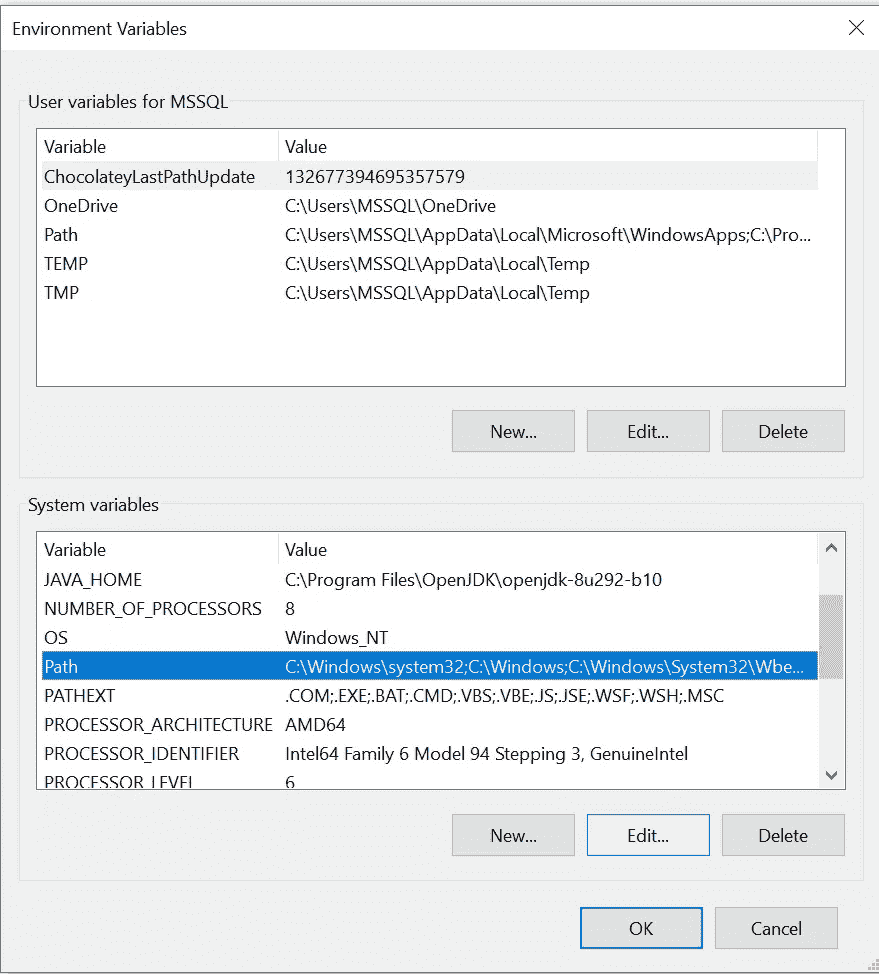 Environment Variables
User variables for MSSQL
Variable Value
ChocolateyLastPathUpdate 132677394695357579
OneDrive C:\Users\MSSQL\OneDrive
Path C:\Users\MSSQL\AppData\Local\Microsoft\WindowsApps;C:\Pro...
TEMP C:\Users\MSSQL\AppData\Local\Temp
TMP C:\Users\MSSQL\AppData\Local\Temp
New... Edit... Delete
System variables
Variable Value
JAVA_HOME C:\Program Files\OpenJDK\openjdk-8u292-b10
NUMBER_OF_PROCESSORS 8
OS Windows_NT
Path C:\Windows\system32;C:\Windows;C:\Windows\System32\Wbe...
PATHEXT .COM;.EXE;.BAT;.CMD;.VBS;.VBE;.JS;.JSE;.WSF;.WSH;.MSC
PROCESSOR_ARCHITECTURE AMD64
PROCESSOR_IDENTIFIER Intel64 Family 6 Model 94 Stepping 3, GenuineIntel
PROCESSOR_LEVEL 6
New... Edit... Delete
OK Cancel